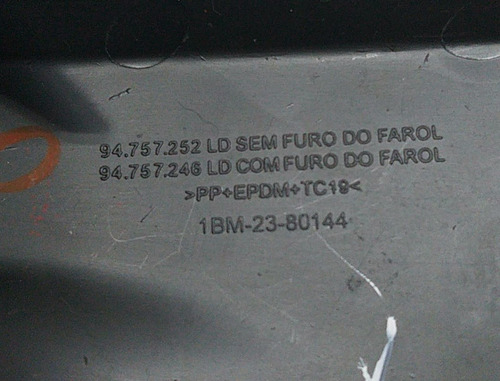 94.757.252 LD SEM FURO DO FAROL
94.757.246 LD COM FURO DO FAROL
>PP+EPDM+TC19<
1BM-23-80144